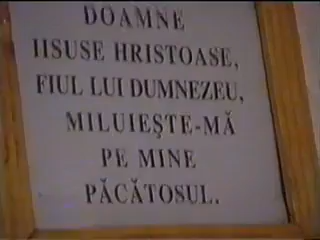 DOAMNE
IISUSE HRISTOASE,
FIUL LUI DUMNEZEU,
MILUIEŞTE-MĂ
PE MINE
PĂCĂTOSUL.